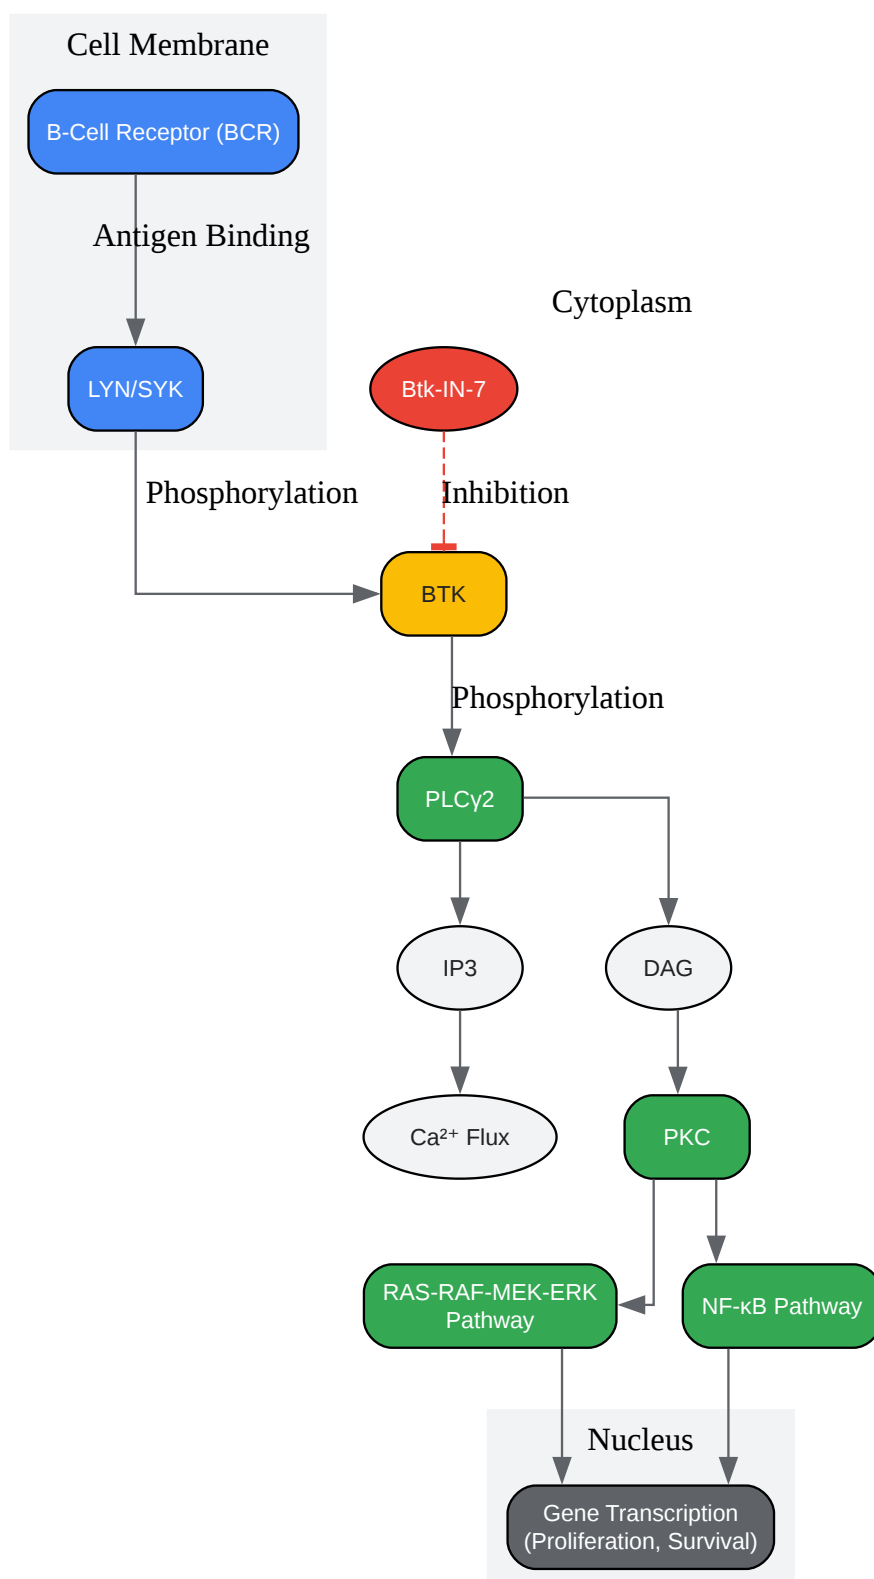 Cell Membrane
B-Cell Receptor (BCR)
Antigen Binding
Cytoplasm
LYN/SYK
Btk-IN-7
Phosphorylation
Inhibition
BTK
Phosphorylation
PLCγ2
IP3
DAG
Ca²⁺ Flux
PKC
RAS-RAF-MEK-ERK
Pathway
NF-κB Pathway
Nucleus
Gene Transcription
(Proliferation, Survival)